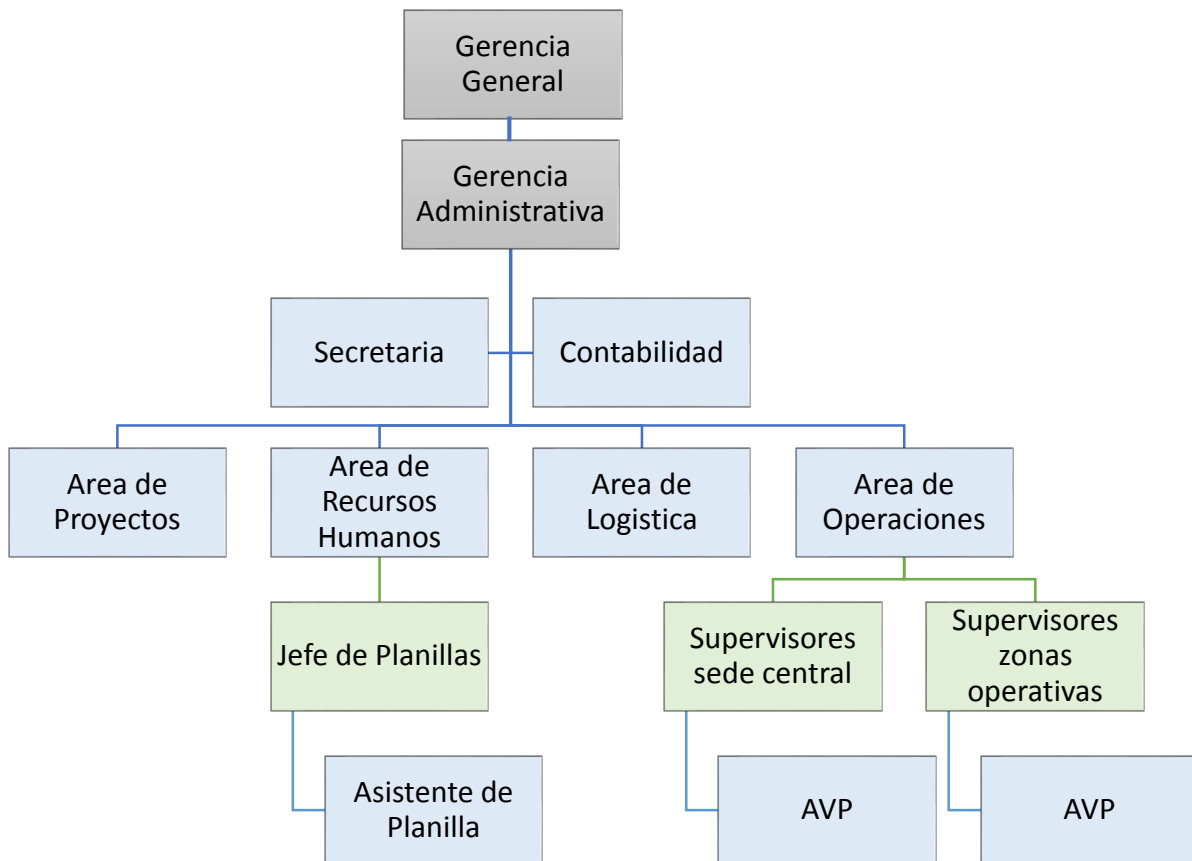 Gerencia
General
Gerencia
Administrativa
Secretaria
Contabilidad
Area de
Proyectos
Area de
Recursos
Humanos
Area de
Logistica
Area de
Operaciones
Jefe de Planillas
Supervisores
sede central
Supervisores
zonas
operativas
Asistente de
Planilla
AVP
AVP